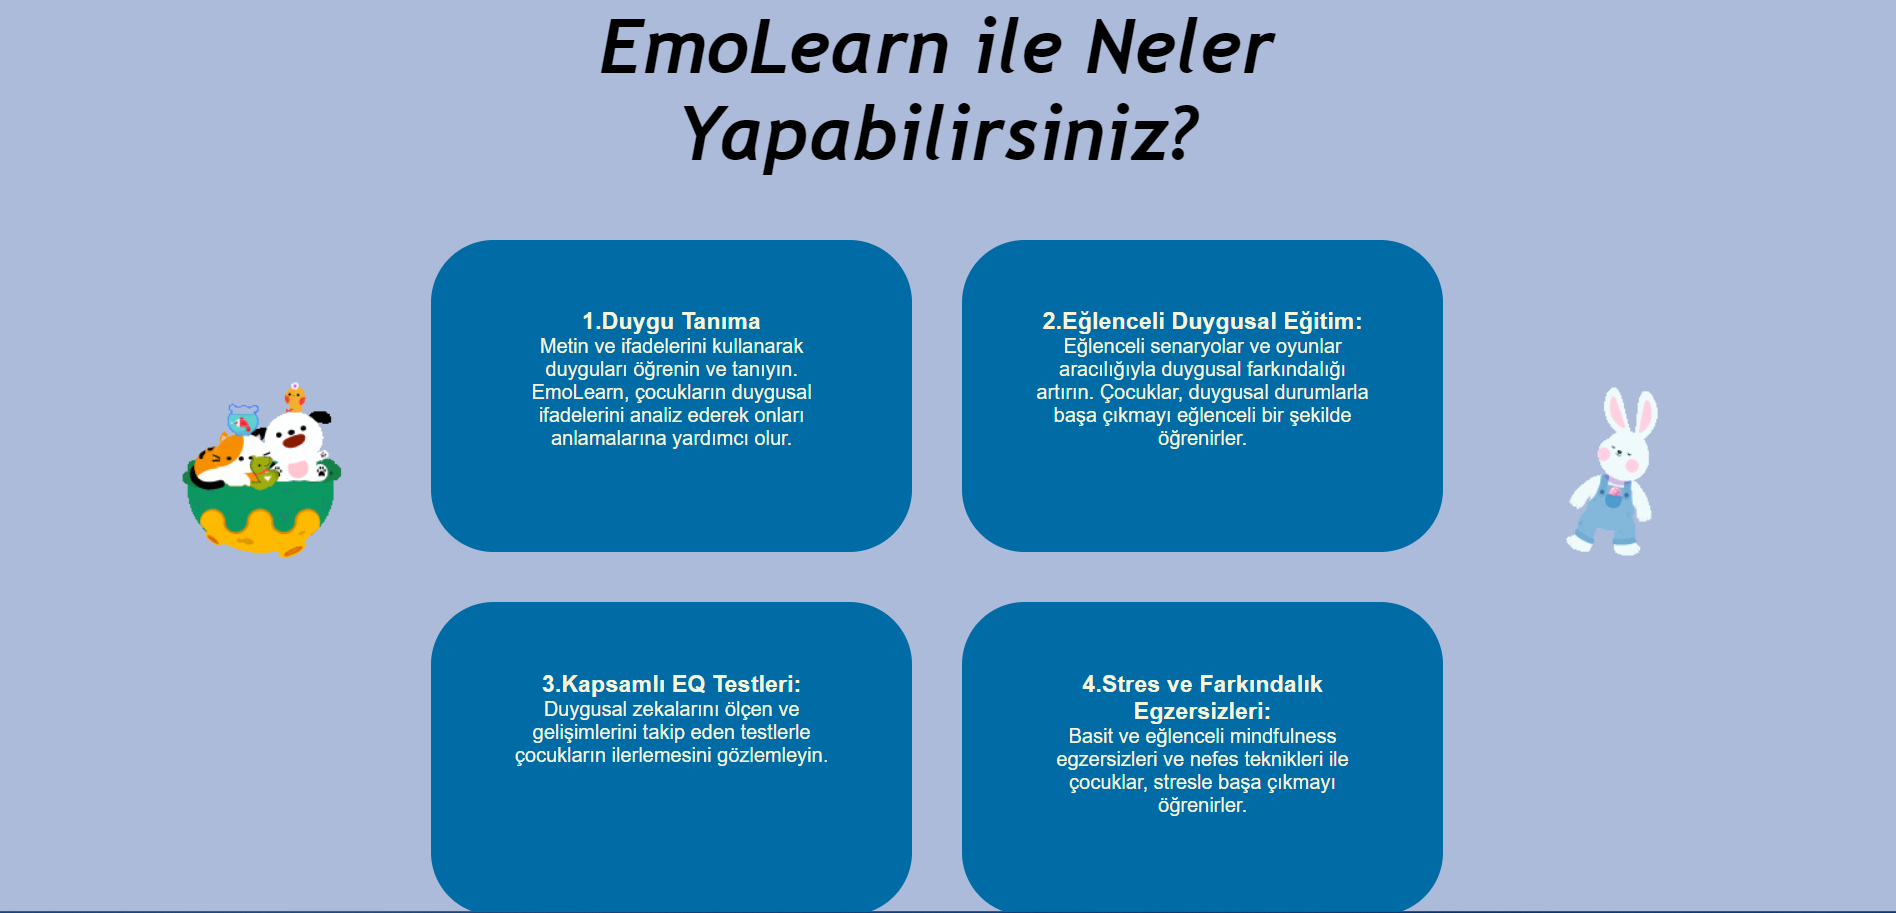 EmoLearn ile Neler
Yapabilirsiniz?
1.Duygu Tanıma
Metin ve ifadelerini kullanarak
duyguları öğrenin ve tanıyın.
EmoLearn, çocukların duygusal
ifadelerini analiz ederek onları
anlamalarına yardımcı olur.
2.Eğlenceli Duygusal Eğitim:
Eğlenceli senaryolar ve oyunlar
aracılığıyla duygusal farkındalığı
artırın. Çocuklar, duygusal durumlarla
başa çıkmayı eğlenceli bir şekilde
öğrenirler.
3.Kapsamlı EQ Testleri:
Duygusal zekalarını ölçen ve
gelişimlerini takip eden testlerle
çocukların ilerlemesini gözlemleyin.
4.Stres ve Farkındalık
Egzersizleri:
Basit ve eğlenceli mindfulness
egzersizleri ve nefes teknikleri ile
çocuklar, stresle başa çıkmayı
öğrenirler.